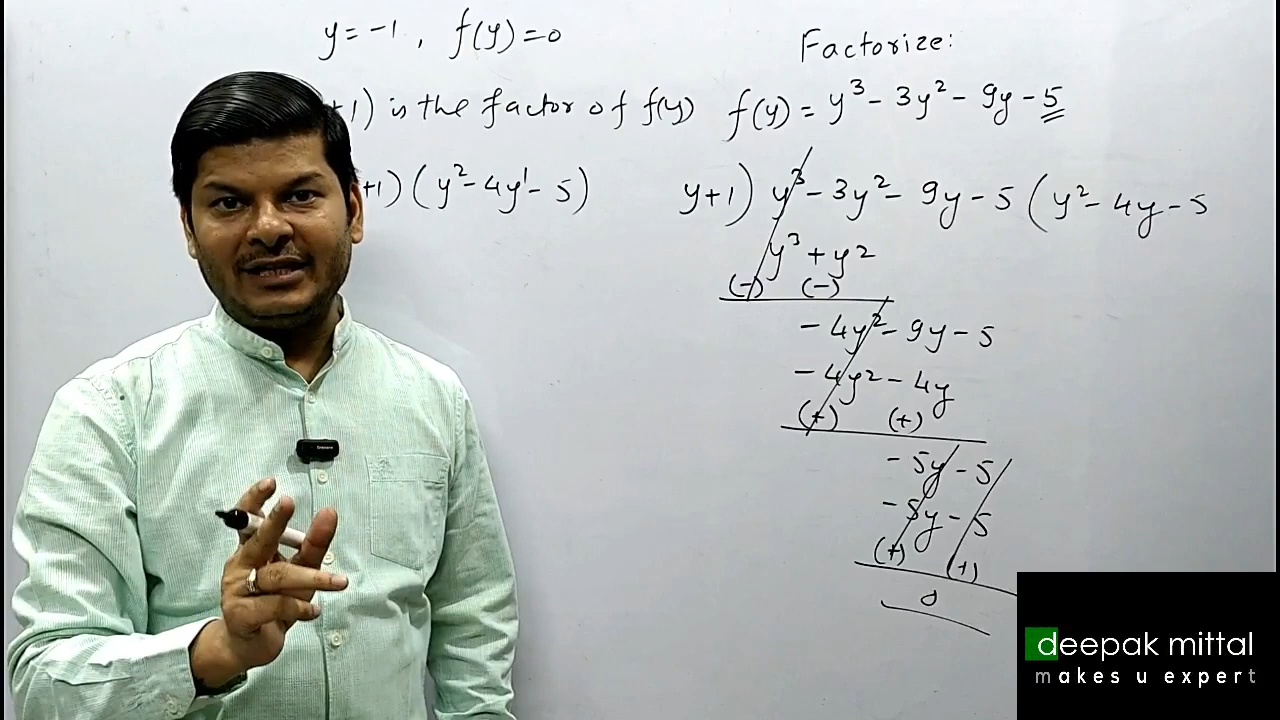 y = -1 , f(y) = 0
Factorize:
+1) is the factor of f(y)
f(y) = y³ - 3y² - 9y - 5
+1) (y² - 4y¹ - 5)
y+1) y³ - 3y² - 9y - 5 (y² - 4y - 5
y³ + y²
(-) (-)
- 4y² - 9y - 5
- 4y² - 4y
(+) (+)
- 5y - 5
- 5y - 5
(+) (+)
0
deepak mittal
makes u expert